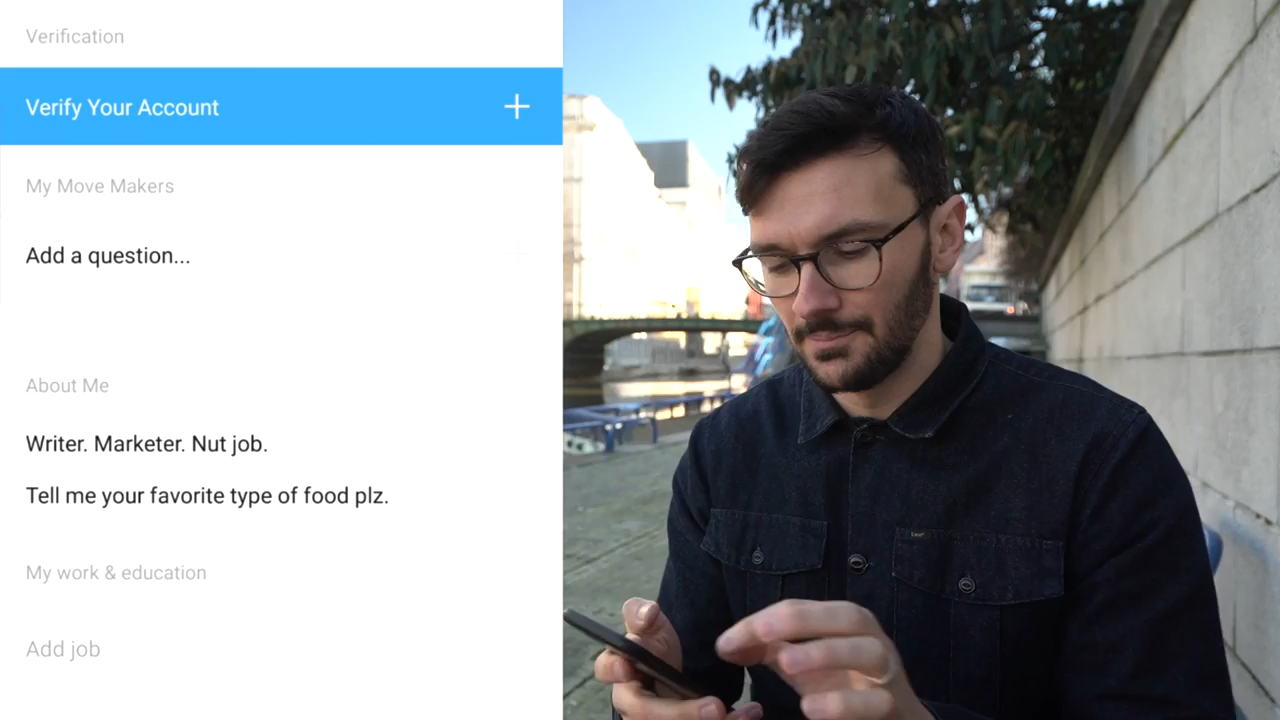 Verification
Verify Your Account
My Move Makers
Add a question...
About Me
Writer. Marketer. Nut job.
Tell me your favorite type of food plz.
My work & education
Add job